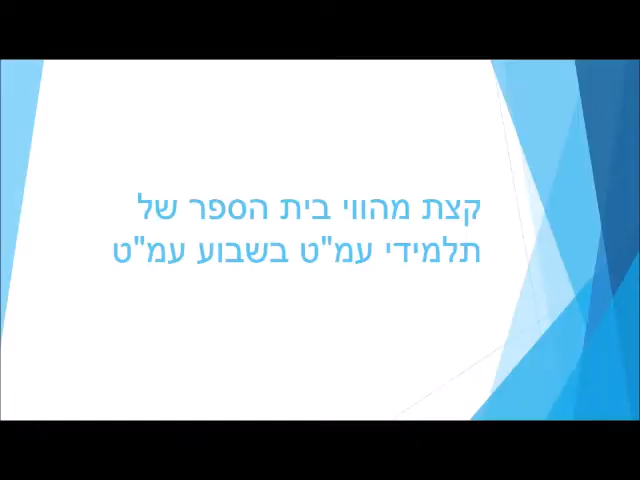 קצת מהווי בית הספר של
תלמידי עמ"ט בשבוע עמ"ט